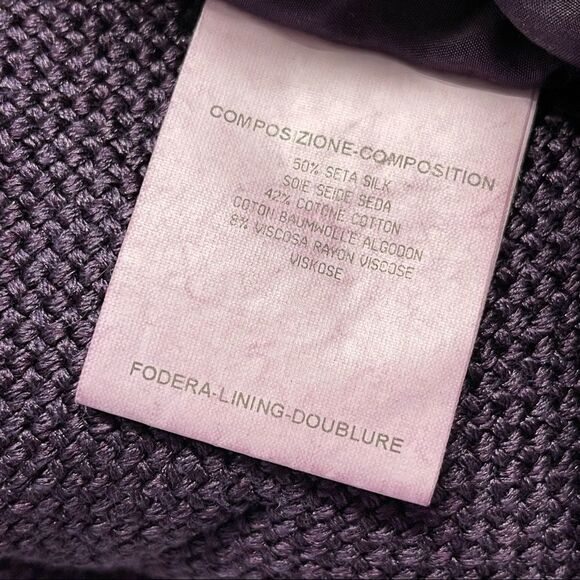 COMPOSIZIONE-COMPOSITION
50% SETA SILK
SOIE SEIDE SEDA
42% COTONE COTTON
COTON BAUMWOLLE ALGODON
8% VISCOSA RAYON VISCOSE
VISKOSE
FODERA-LINING-DOUBLURE